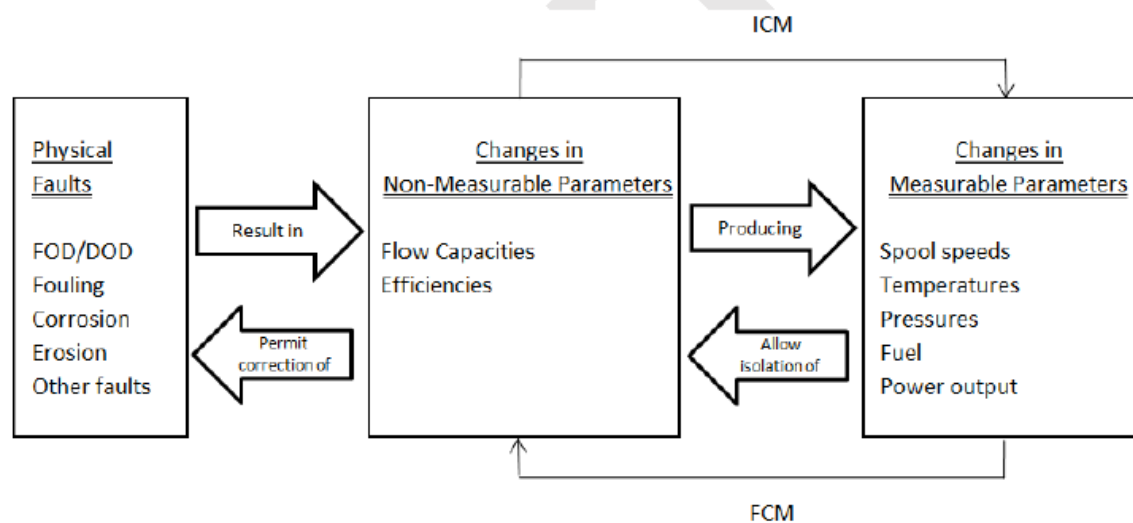 ICM
Physical
Faults
FOD/DOD
Fouling
Corrosion
Erosion
Other faults
Result in
Permit
correction of
Changes in
Non-Measurable Parameters
Flow Capacities
Efficiencies
Producing
Allow
isolation of
Changes in
Measurable Parameters
Spool speeds
Temperatures
Pressures
Fuel
Power output
FCM